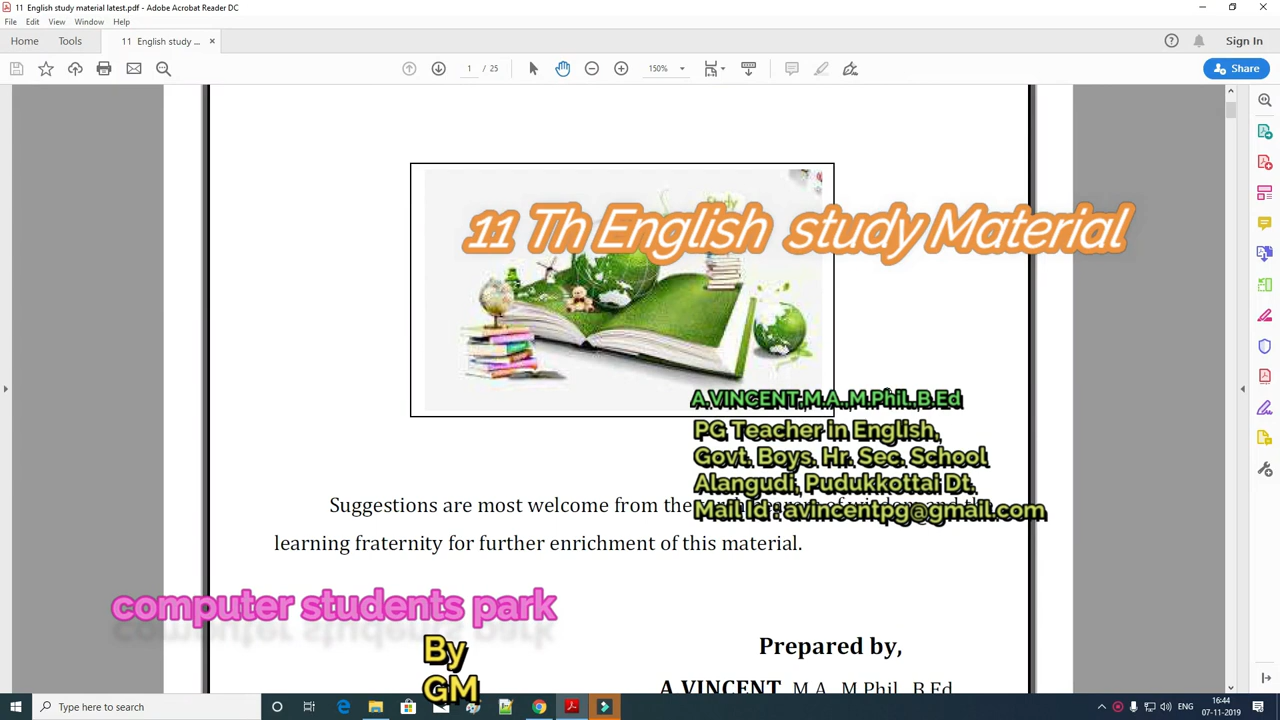 11 English study material latest.pdf - Adobe Acrobat Reader DC
File Edit View Window Help
Home Tools 11 English study ... Sign In
1 / 25 150% Share
Study
11 Th English study Material
A.VINCENT,M.A.,M.Phil.,B.Ed
PG Teacher in English,
Govt. Boys. Hr. Sec. School
Alangudi, Pudukkottai Dt.
Mail id : avincentpg@gmail.com
Suggestions are most welcome from the
learning fraternity for further enrichment of this material.
computer students park
By
GM
Prepared by,
A.VINCENT, M.A., M.Phil., B.Ed
Type here to search
ENG
16:44
07-11-2019